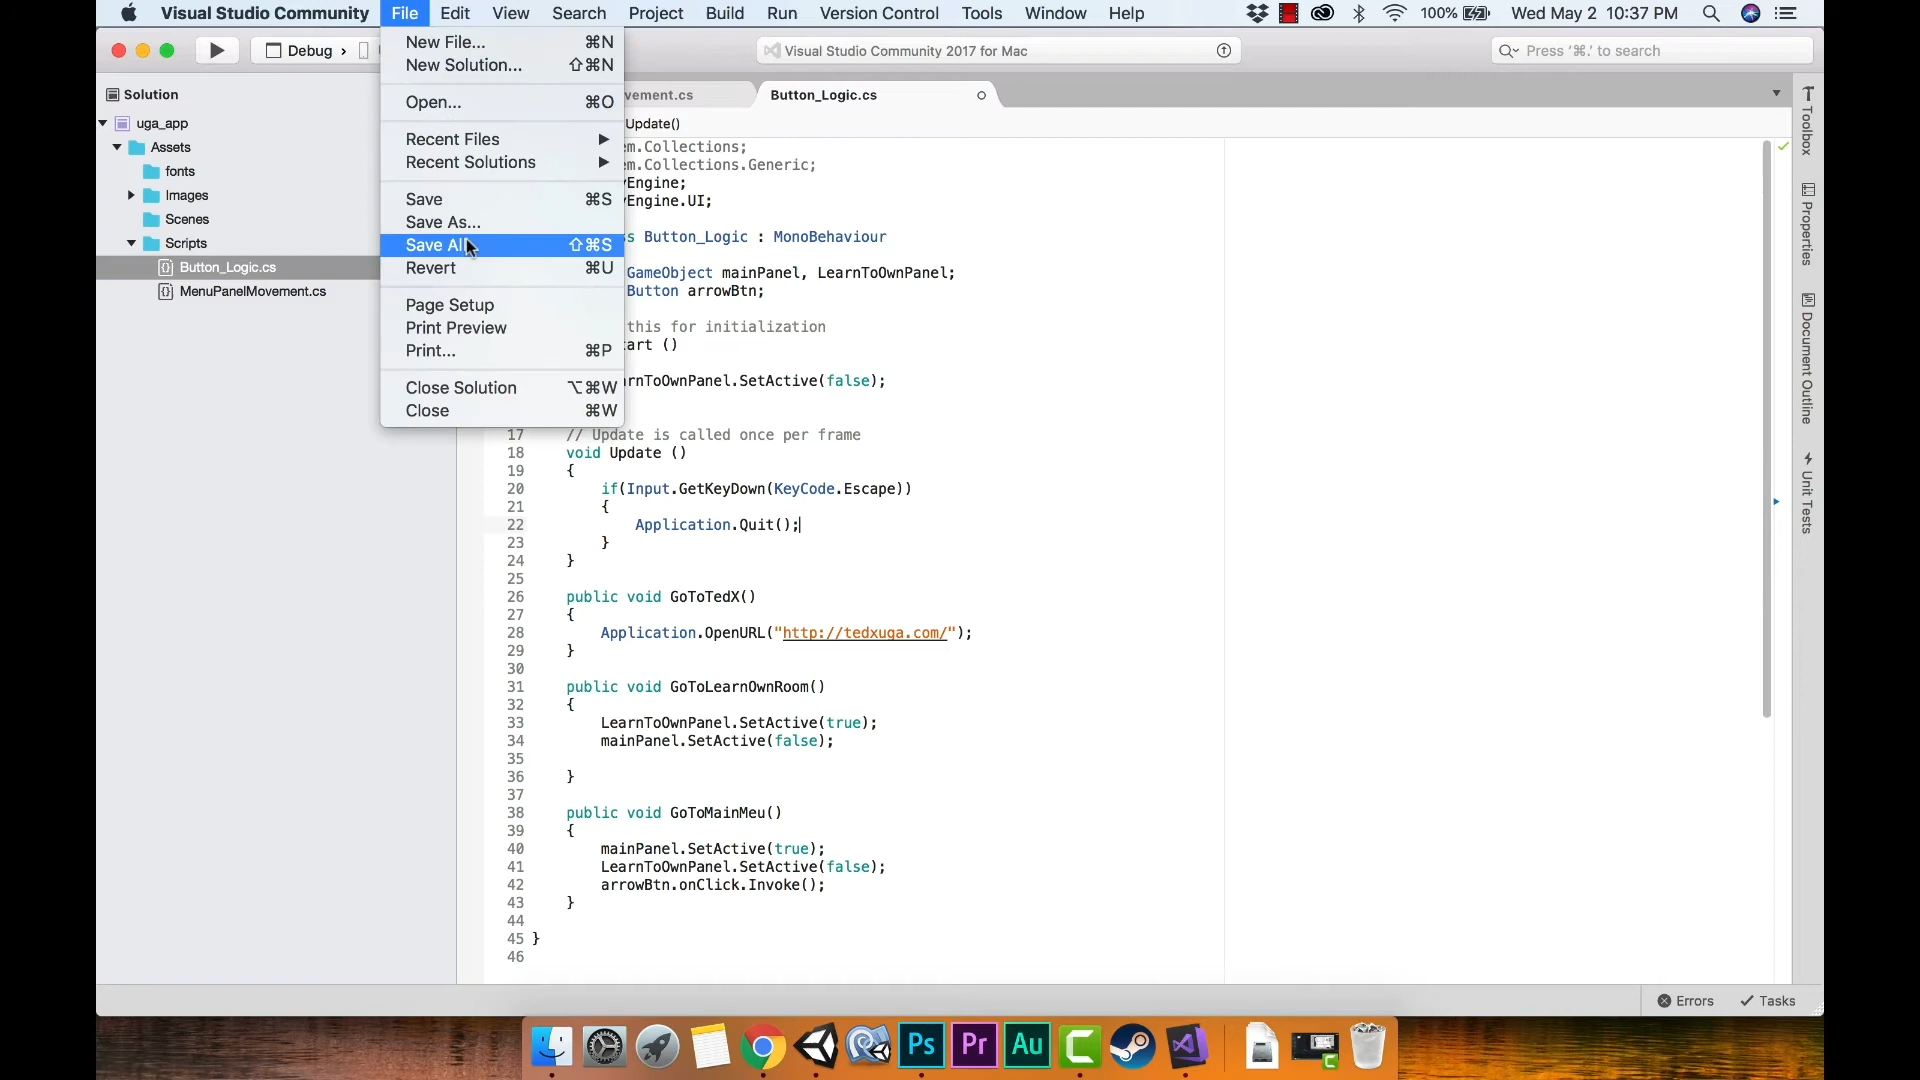 Visual Studio Community File Edit View Search Project Build Run Version Control Tools Window Help 100% Wed May 2 10:37 PM
Debug › Visual Studio Community 2017 for Mac Press '⌘.' to search
Solution
uga_app
Assets
fonts
Images
Scenes
Scripts
Button_Logic.cs
MenuPanelMovement.cs
New File... ⌘N
New Solution... ⇧⌘N
Open... ⌘O
Recent Files ▶
Recent Solutions ▶
Save ⌘S
Save As...
Save All ⇧⌘S
Revert ⌘U
Page Setup
Print Preview
Print... ⌘P
Close Solution ⌥⌘W
Close ⌘W
vement.cs Button_Logic.cs
Update()
m.Collections;
m.Collections.Generic;
yEngine;
yEngine.UI;
ss Button_Logic : MonoBehaviour
GameObject mainPanel, LearnToOwnPanel;
Button arrowBtn;
this for initialization
art ()
rnToOwnPanel.SetActive(false);
17 // Update is called once per frame
18 void Update ()
19 {
20 if(Input.GetKeyDown(KeyCode.Escape))
21 {
22 Application.Quit();
23 }
24 }
25
26 public void GoToTedX()
27 {
28 Application.OpenURL("http://tedxuga.com/");
29 }
30
31 public void GoToLearnOwnRoom()
32 {
33 LearnToOwnPanel.SetActive(true);
34 mainPanel.SetActive(false);
35
36 }
37
38 public void GoToMainMeu()
39 {
40 mainPanel.SetActive(true);
41 LearnToOwnPanel.SetActive(false);
42 arrowBtn.onClick.Invoke();
43 }
44
45 }
46
Toolbox
Properties
Document Outline
Unit Tests
Errors Tasks
Ps Pr Au